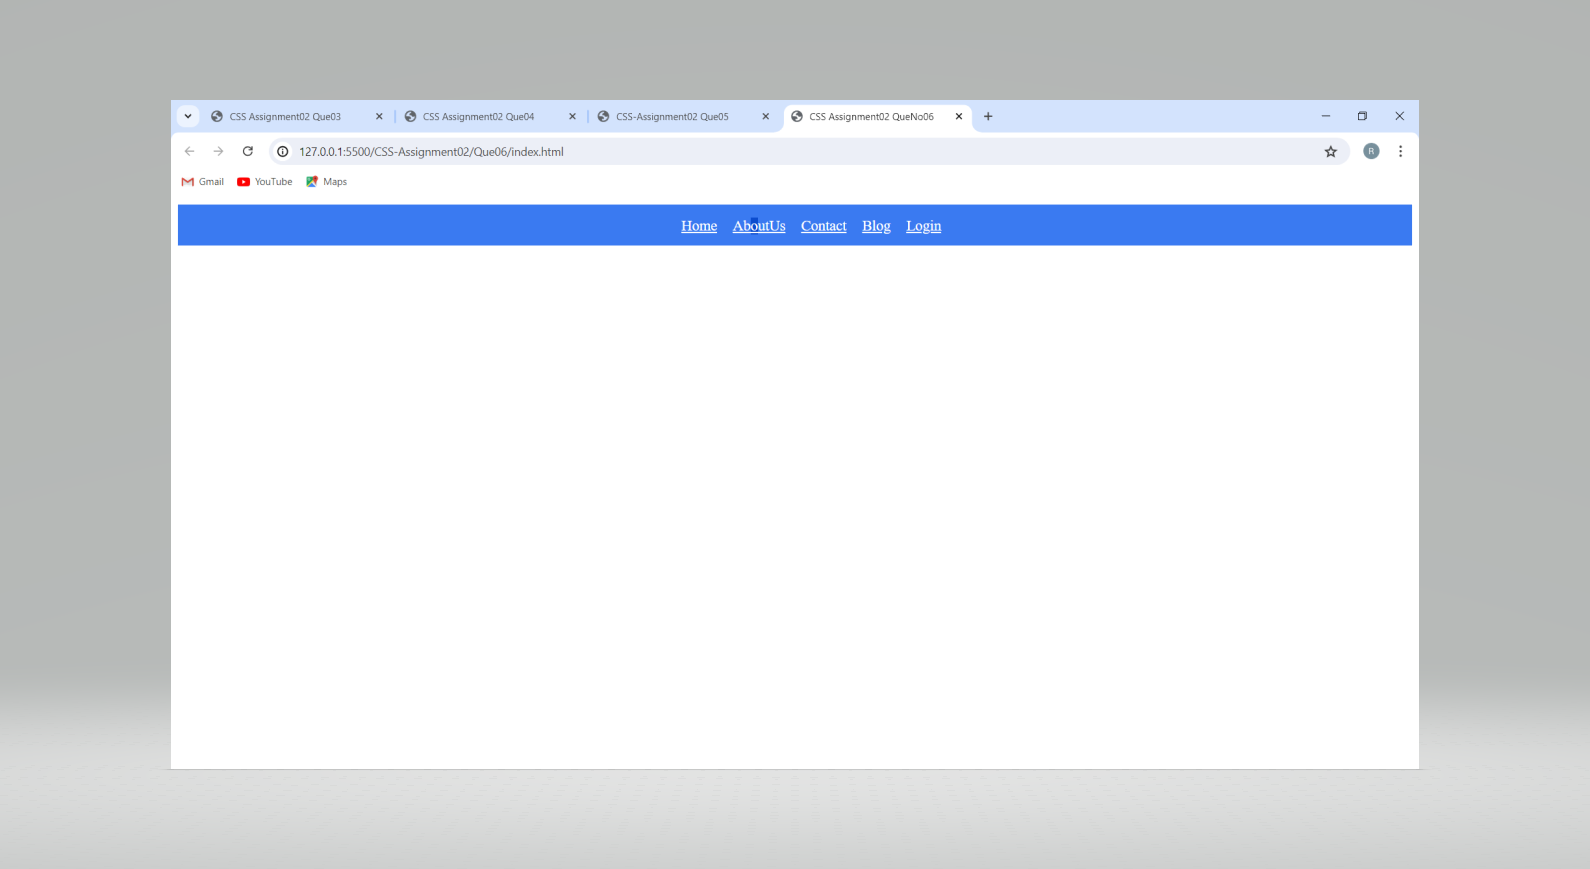 CSS Assignment02 Que03 CSS Assignment02 Que04 CSS-Assignment02 Que05 CSS Assignment02 QueNo06
127.0.0.1:5500/CSS-Assignment02/Que06/index.html R
Gmail YouTube Maps
Home AboutUs Contact Blog Login